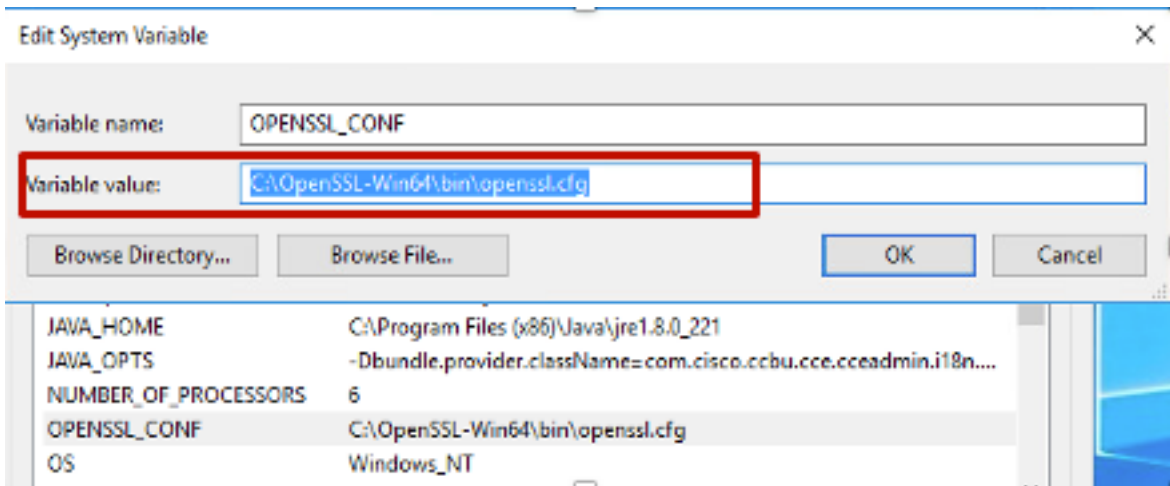 Edit System Variable
Variable name: OPENSSL_CONF
Variable value: C:\OpenSSL-Win64\bin\openssl.cfg
Browse Directory... Browse File... OK Cancel
JAVA_HOME C:\Program Files (x86)\Java\jre1.8.0_221
JAVA_OPTS -Dbundle.provider.className=com.cisco.ccbu.cce.cceadmin.i18n....
NUMBER_OF_PROCESSORS 6
OPENSSL_CONF C:\OpenSSL-Win64\bin\openssl.cfg
OS Windows_NT